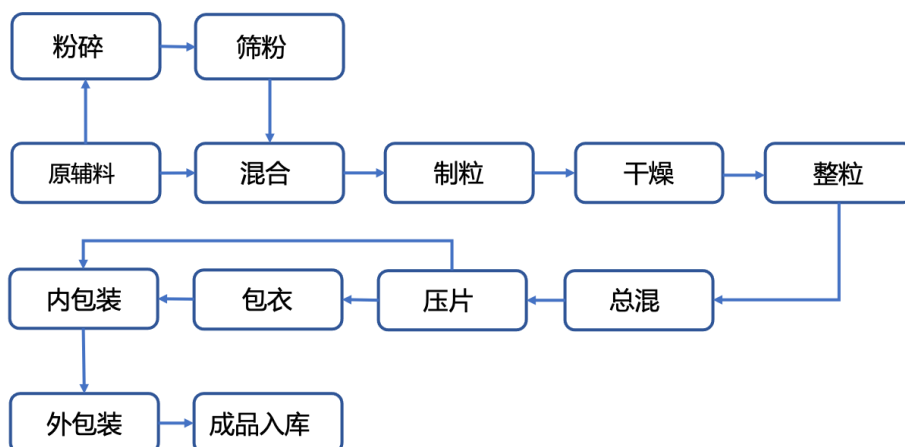 粉碎
筛粉
原辅料
混合
制粒
干燥
整粒
内包装
包衣
压片
总混
外包装
成品入库